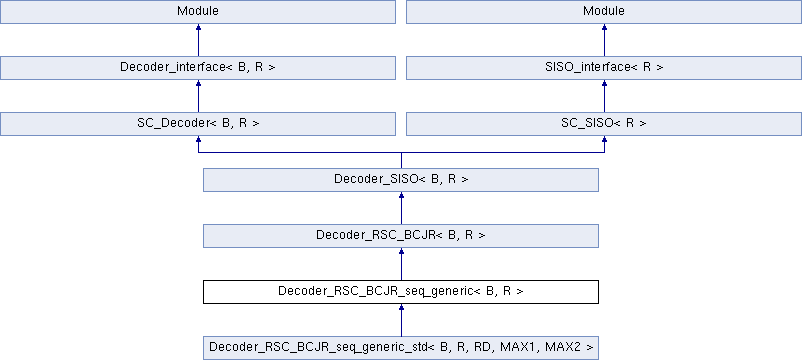 Module
Module
Decoder_interface< B, R >
SISO_interface< R >
SC_Decoder< B, R >
SC_SISO< R >
Decoder_SISO< B, R >
Decoder_RSC_BCJR< B, R >
Decoder_RSC_BCJR_seq_generic< B, R >
Decoder_RSC_BCJR_seq_generic_std< B, R, RD, MAX1, MAX2 >